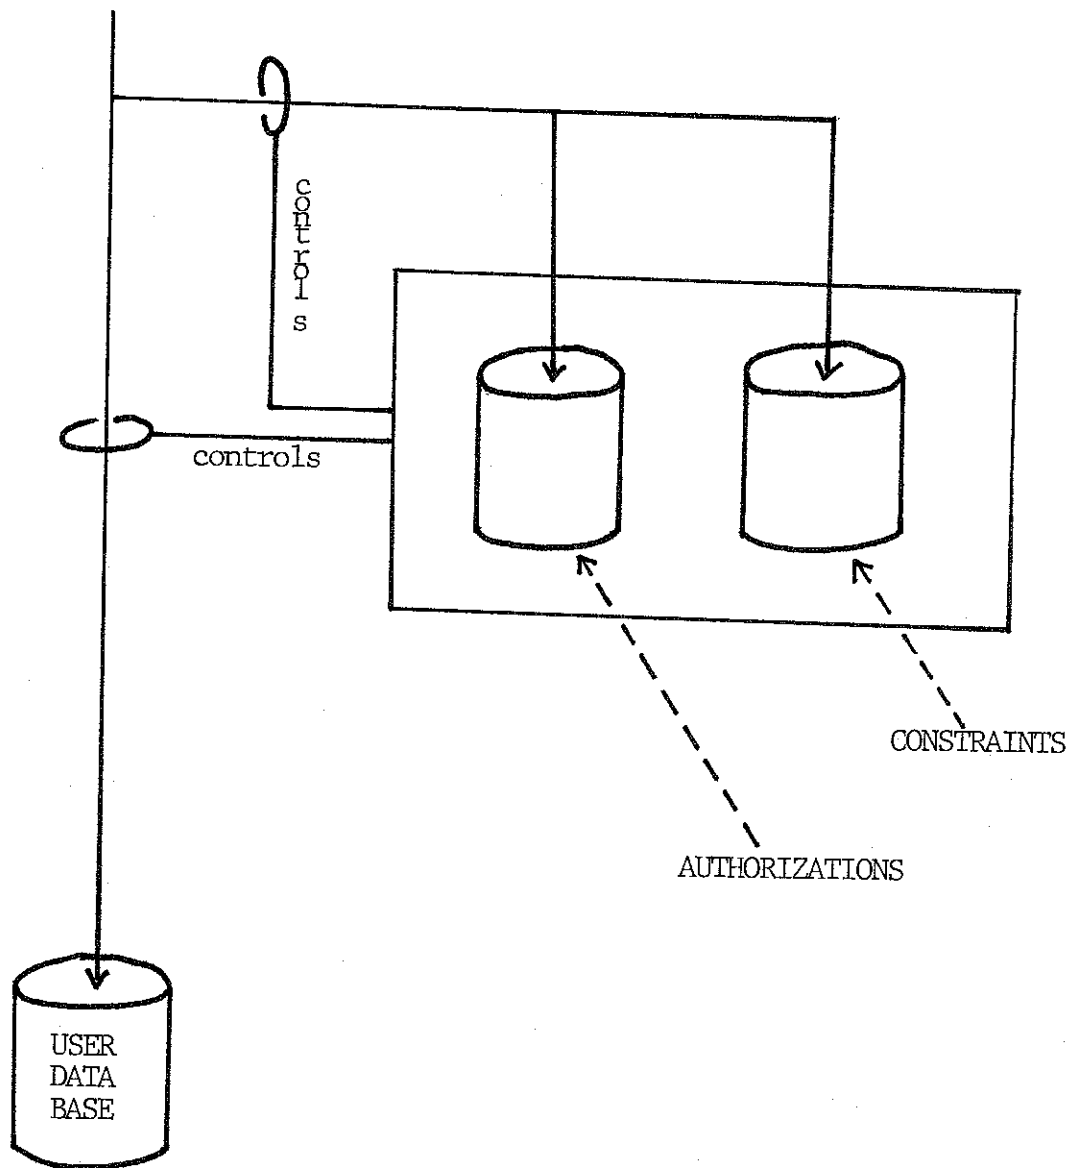 controls
controls
CONSTRAINTS
AUTHORIZATIONS
USER
DATA
BASE